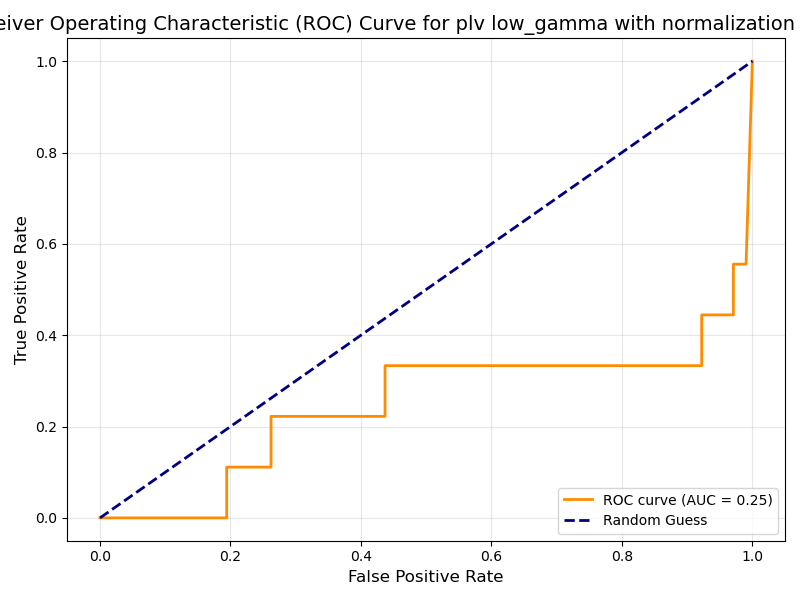 eiver Operating Characteristic (ROC) Curve for plv low_gamma with normalization
1.0
0.8
0.6
0.4
0.2
0.0
True Positive Rate
0.0 0.2 0.4 0.6 0.8 1.0
False Positive Rate
ROC curve (AUC = 0.25)
Random Guess